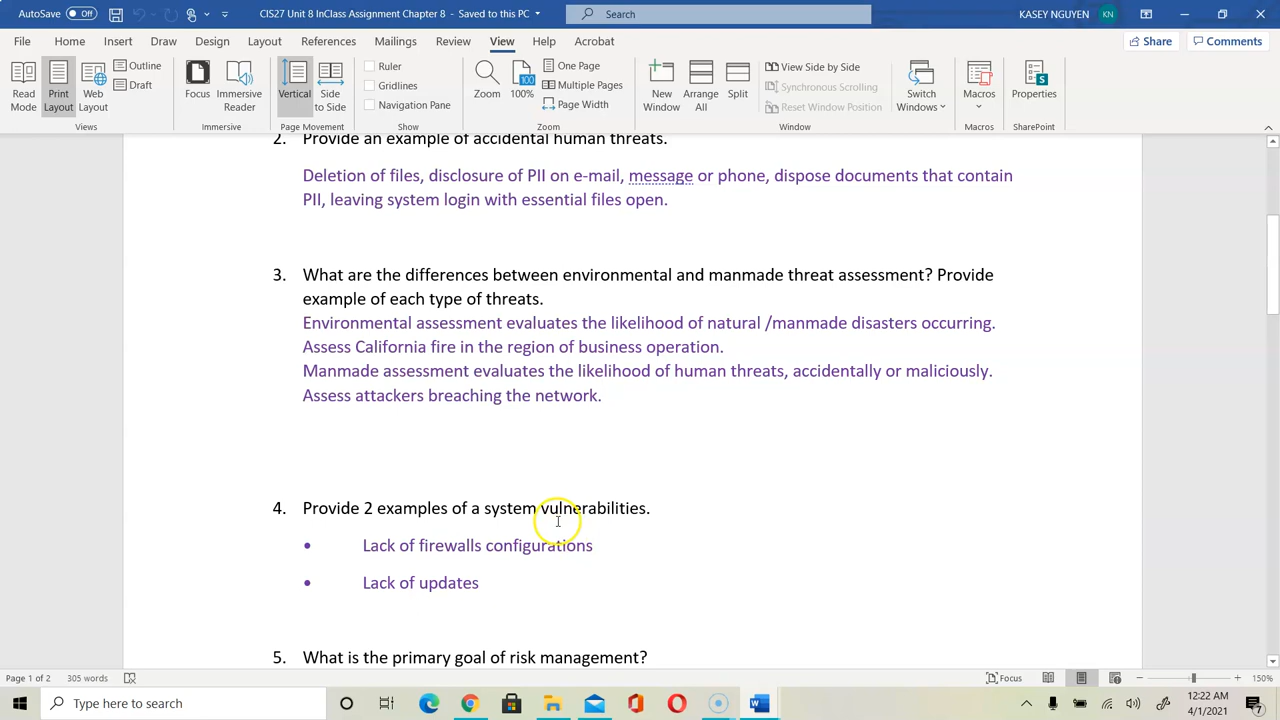 AutoSave Off CIS27 Unit 8 InClass Assignment Chapter 8 - Saved to this PC Search KASEY NGUYEN KN
File Home Insert Draw Design Layout References Mailings Review View Help Acrobat Share Comments
Read Mode Print Layout Web Layout Outline Draft
Views
Focus Immersive Reader
Immersive
Vertical Side to Side
Page Movement
Ruler
Gridlines
Navigation Pane
Show
Zoom 100 100% One Page
Multiple Pages
Page Width
Zoom
New Window Arrange All Split View Side by Side
Synchronous Scrolling
Reset Window Position
Switch Windows
Window
Macros
Macros
Properties
SharePoint
2. Provide an example of accidental human threats.
Deletion of files, disclosure of PII on e-mail, message or phone, dispose documents that contain
PII, leaving system login with essential files open.
3. What are the differences between environmental and manmade threat assessment? Provide
example of each type of threats.
Environmental assessment evaluates the likelihood of natural /manmade disasters occurring.
Assess California fire in the region of business operation.
Manmade assessment evaluates the likelihood of human threats, accidentally or maliciously.
Assess attackers breaching the network.
4. Provide 2 examples of a system vulnerabilities.
• Lack of firewalls configurations
• Lack of updates
5. What is the primary goal of risk management?
Page 1 of 2 305 words Focus 150%
Type here to search 12:22 AM
4/1/2021 7